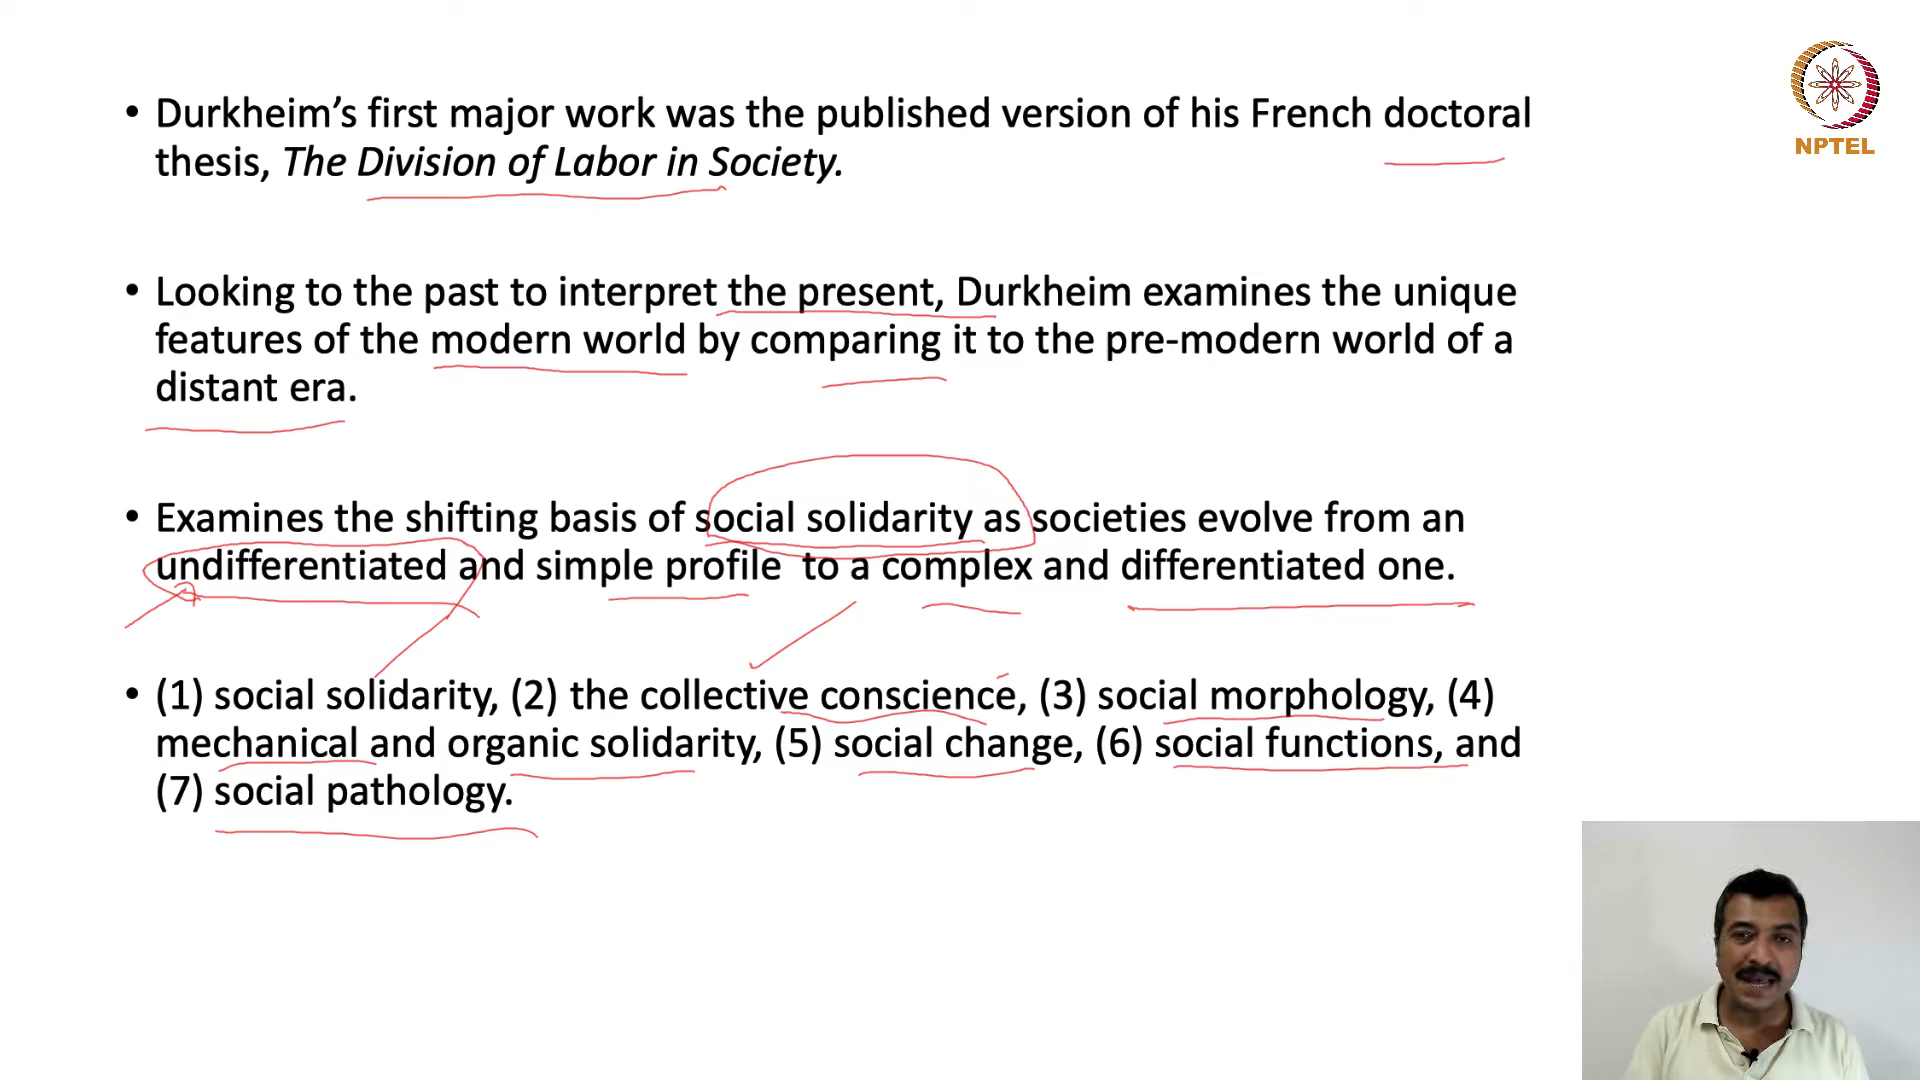 • Durkheim’s first major work was the published version of his French doctoral
thesis, The Division of Labor in Society.
• Looking to the past to interpret the present, Durkheim examines the unique
features of the modern world by comparing it to the pre-modern world of a
distant era.
• Examines the shifting basis of social solidarity as societies evolve from an
undifferentiated and simple profile to a complex and differentiated one.
• (1) social solidarity, (2) the collective conscience, (3) social morphology, (4)
mechanical and organic solidarity, (5) social change, (6) social functions, and
(7) social pathology.
NPTEL